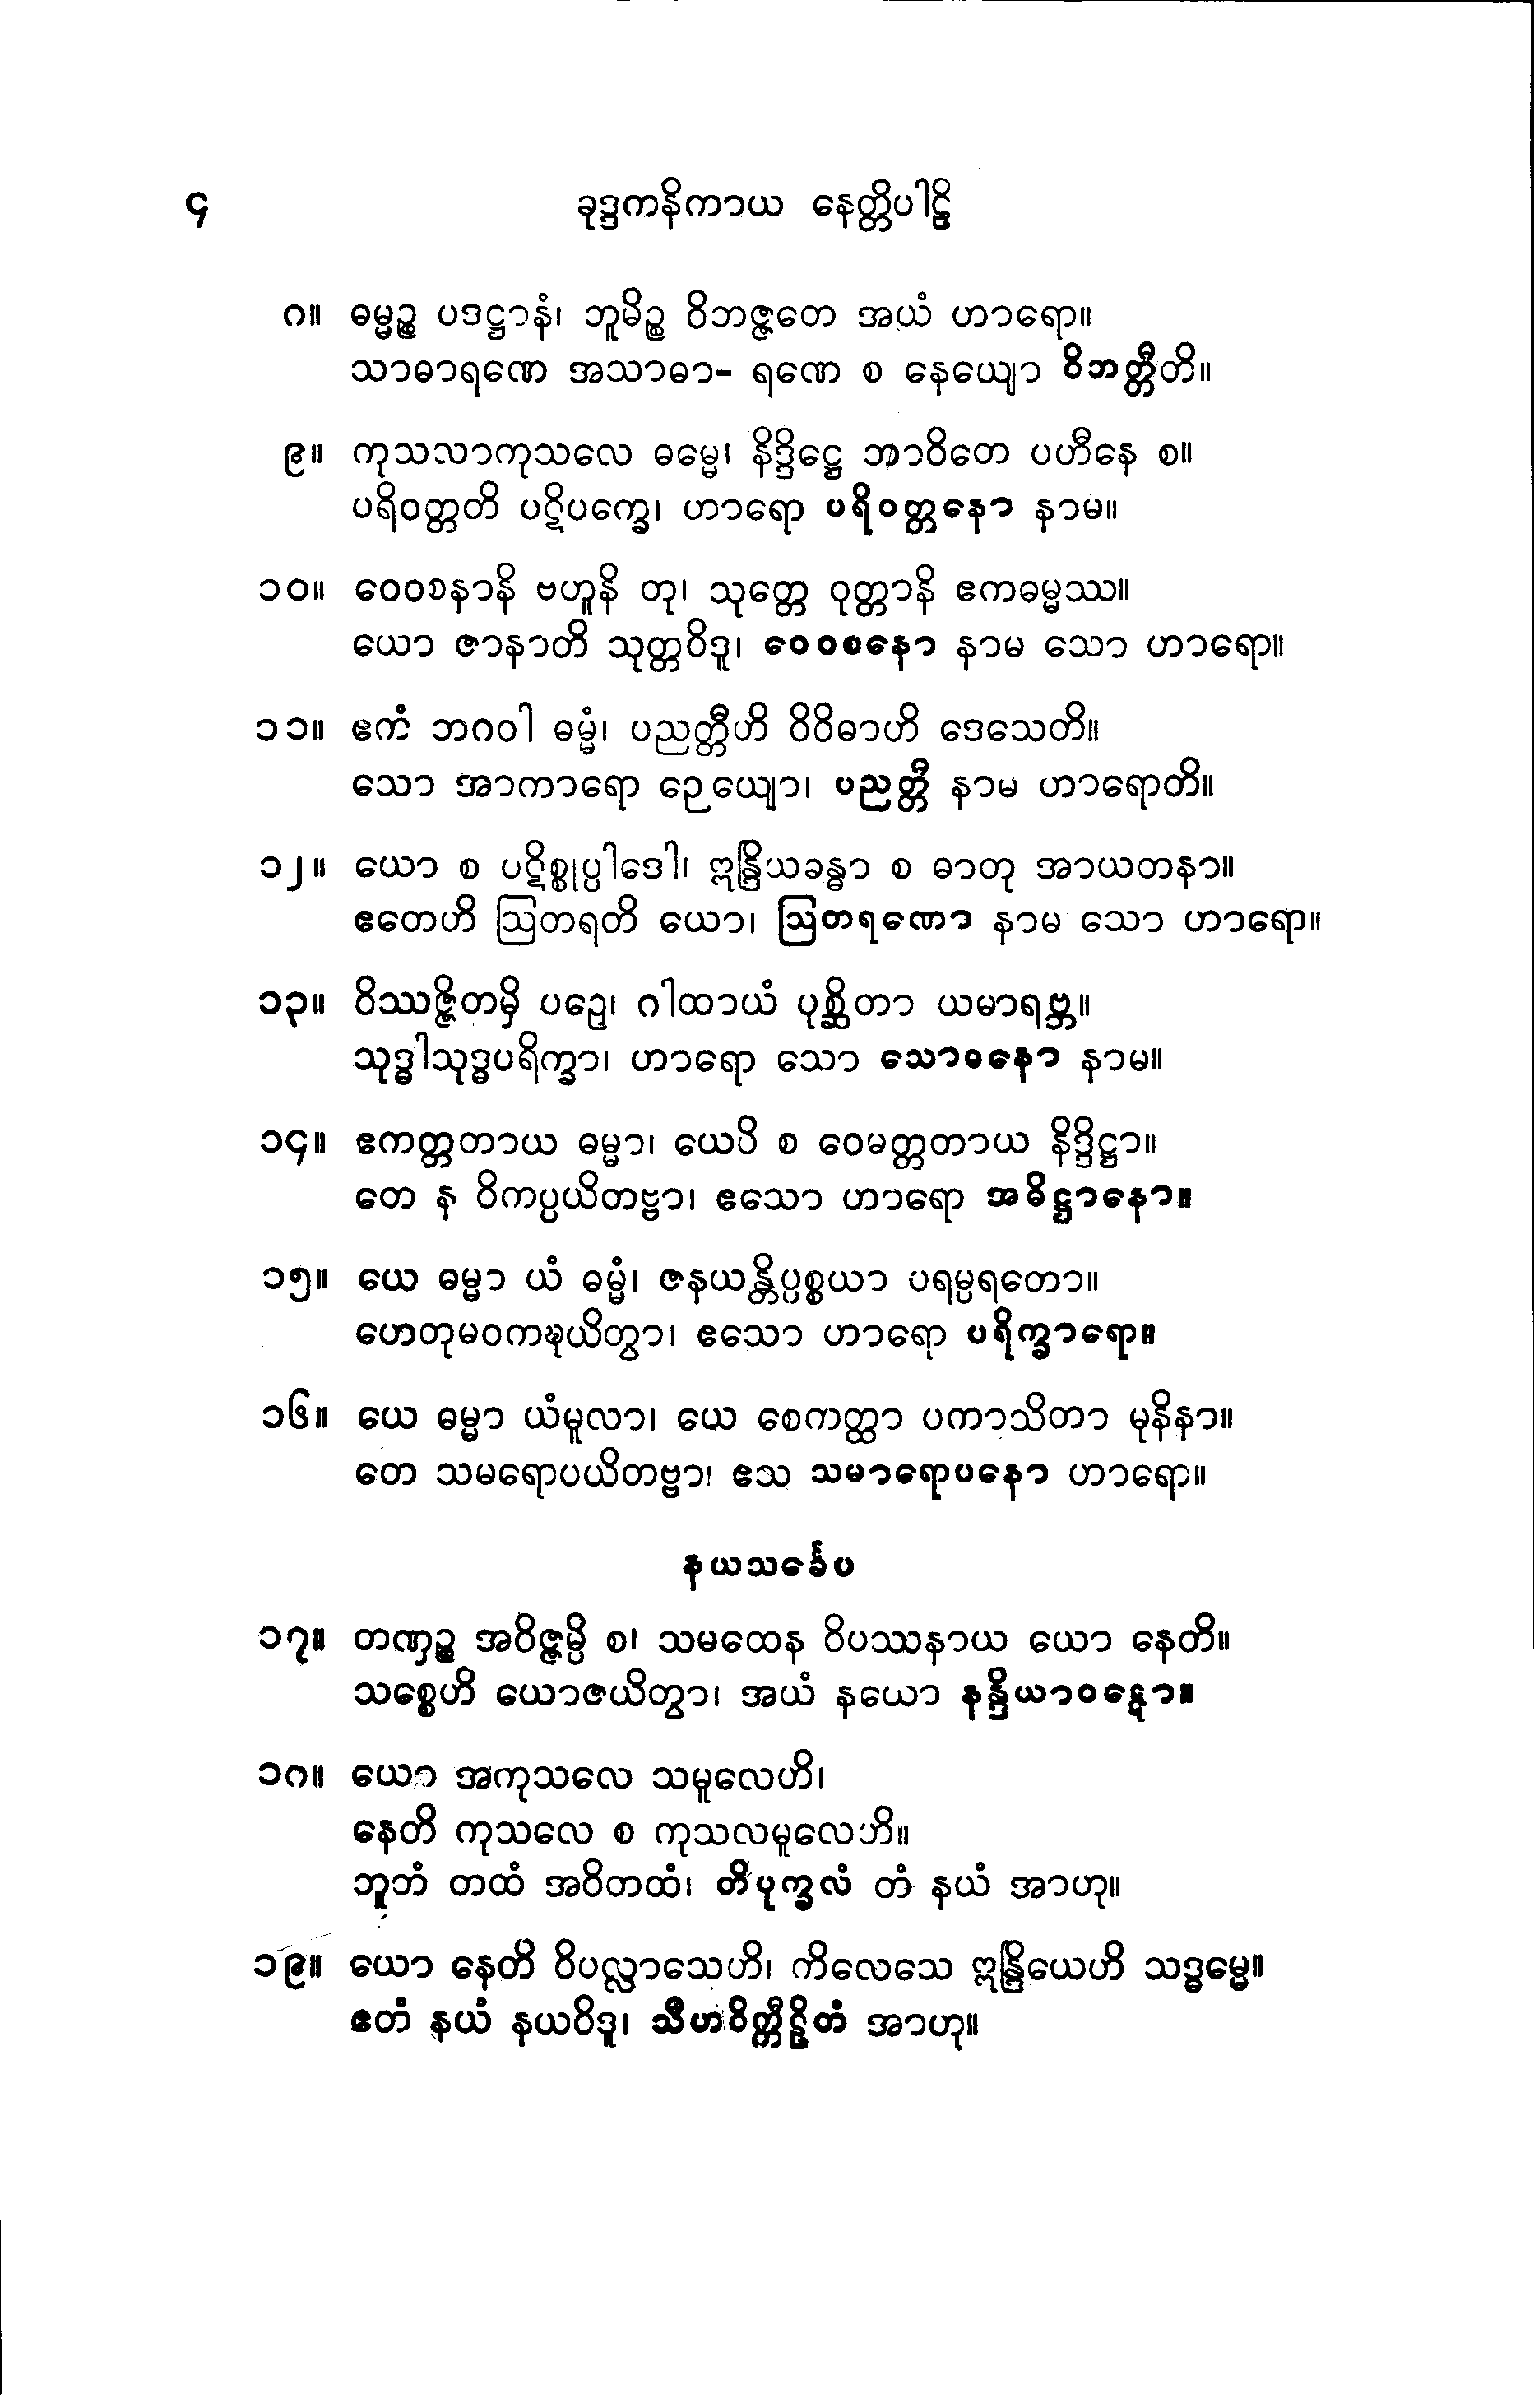 ၄ ခုဒ္ဒကနိကာယ နေတ္တိပါဠိ
၈။ ဓမ္မဉ္စ ပဒဋ္ဌာနံ၊ ဘူမိဉ္စ ဝိဘဇ္ဇတေ အယံ ဟာရော။
သာဓာရဏေ အသာဓာ- ရဏေ စ နေယျော ဝိဘတ္တီတိ။
၉။ ကုသလာကုသလေ ဓမ္မေ၊ နိဒ္ဒိဋ္ဌေ ဘာဝိတေ ပဟီနေ စ။
ပရိဝတ္တတိ ပဋိပက္ခေ၊ ဟာရော ပရိဝတ္တနော နာမ။
၁၀။ ဝေဝစနာနိ ဗဟူနိ တု၊ သုတ္တေ ဝုတ္တာနိ ဧကဓမ္မဿ။
ယော ဇာနာတိ သုတ္တဝိဒူ၊ ဝေဝစနော နာမ သော ဟာရော။
၁၁။ ဧကံ ဘဂဝါ ဓမ္မံ၊ ပညတ္တီဟိ ဝိဝိဓာဟိ ဒေသေတိ။
သော အာကာရော ဉေယျော၊ ပညတ္တီ နာမ ဟာရောတိ။
၁၂။ ယော စ ပဋိစ္စုပ္ပါဒေါ၊ ဣန္ဒြိယခန္ဓာ စ ဓာတု အာယတနာ။
ဧတေဟိ ဩတရတိ ယော၊ ဩတရဏော နာမ သော ဟာရော။
၁၃။ ဝိဿဇ္ဇိတမှိ ပဉှေ၊ ဂါထာယံ ပုစ္ဆိတာ ယမာရဗ္ဘ။
သုဒ္ဓါသုဒ္ဓပရိက္ခာ၊ ဟာရော သော သောဓနော နာမ။
၁၄။ ဧကတ္တတာယ ဓမ္မာ၊ ယေပိ စ ဝေမတ္တတာယ နိဒ္ဒိဋ္ဌာ။
တေ န ဝိကပ္ပယိတဗ္ဗာ၊ ဧသော ဟာရော အဓိဋ္ဌာနော။
၁၅။ ယေ ဓမ္မာ ယံ ဓမ္မံ၊ ဇနယန္တိပ္ပစ္စယာ ပရမ္ပရတော။
ဟေတုမဝကဍ္ဎယိတွာ၊ ဧသော ဟာရော ပရိက္ခာရော။
၁၆။ ယေ ဓမ္မာ ယံမူလာ၊ ယေ စေကတ္ထာ ပကာသိတာ မုနိနာ။
တေ သမရောပယိတဗ္ဗာ၊ ဧသ သမာရောပနော ဟာရော။
နယသင်္ခေပ
၁၇။ တဏှဉ္စ အဝိဇ္ဇမ္ပိ စ၊ သမထေန ဝိပဿနာယ ယော နေတိ။
သစ္စေဟိ ယောဇယိတွာ၊ အယံ နယော နန္ဒိယာဝဋ္ဋော။
၁၈။ ယော အကုသလေ သမူလေဟိ၊
နေတိ ကုသလေ စ ကုသလမူလေဟိ။
ဘူတံ တထံ အဝိတထံ၊ တိပုက္ခလံ တံ နယံ အာဟု။
၁၉။ ယော နေတိ ဝိပလ္လာသေဟိ၊ ကိလေသေ ဣန္ဒြိယေဟိ သဒ္ဓမ္မေ။
ဧတံ နယံ နယဝိဒူ၊ သီဟဝိက္ကီဠိတံ အာဟု။